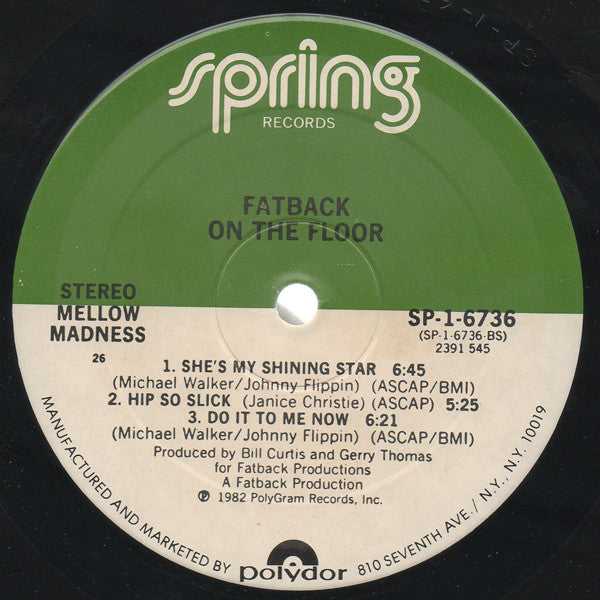 spring
RECORDS
FATBACK
ON THE FLOOR
STEREO
MELLOW
MADNESS
26
SP-1-6736
(SP-1-6736-BS)
2391 545
1. SHE'S MY SHINING STAR 6:45
(Michael Walker/Johnny Flippin) (ASCAP/BMI)
2. HIP SO SLICK (Janice Christie) (ASCAP) 5:25
3. DO IT TO ME NOW 6:21
(Michael Walker/Johnny Flippin) (ASCAP/BMI)
Produced by Bill Curtis and Gerry Thomas
for Fatback Productions
A Fatback Production
℗ 1982 PolyGram Records, Inc.
MANUFACTURED AND MARKETED BY polydor 810 SEVENTH AVE. / N.Y., N.Y. 10019